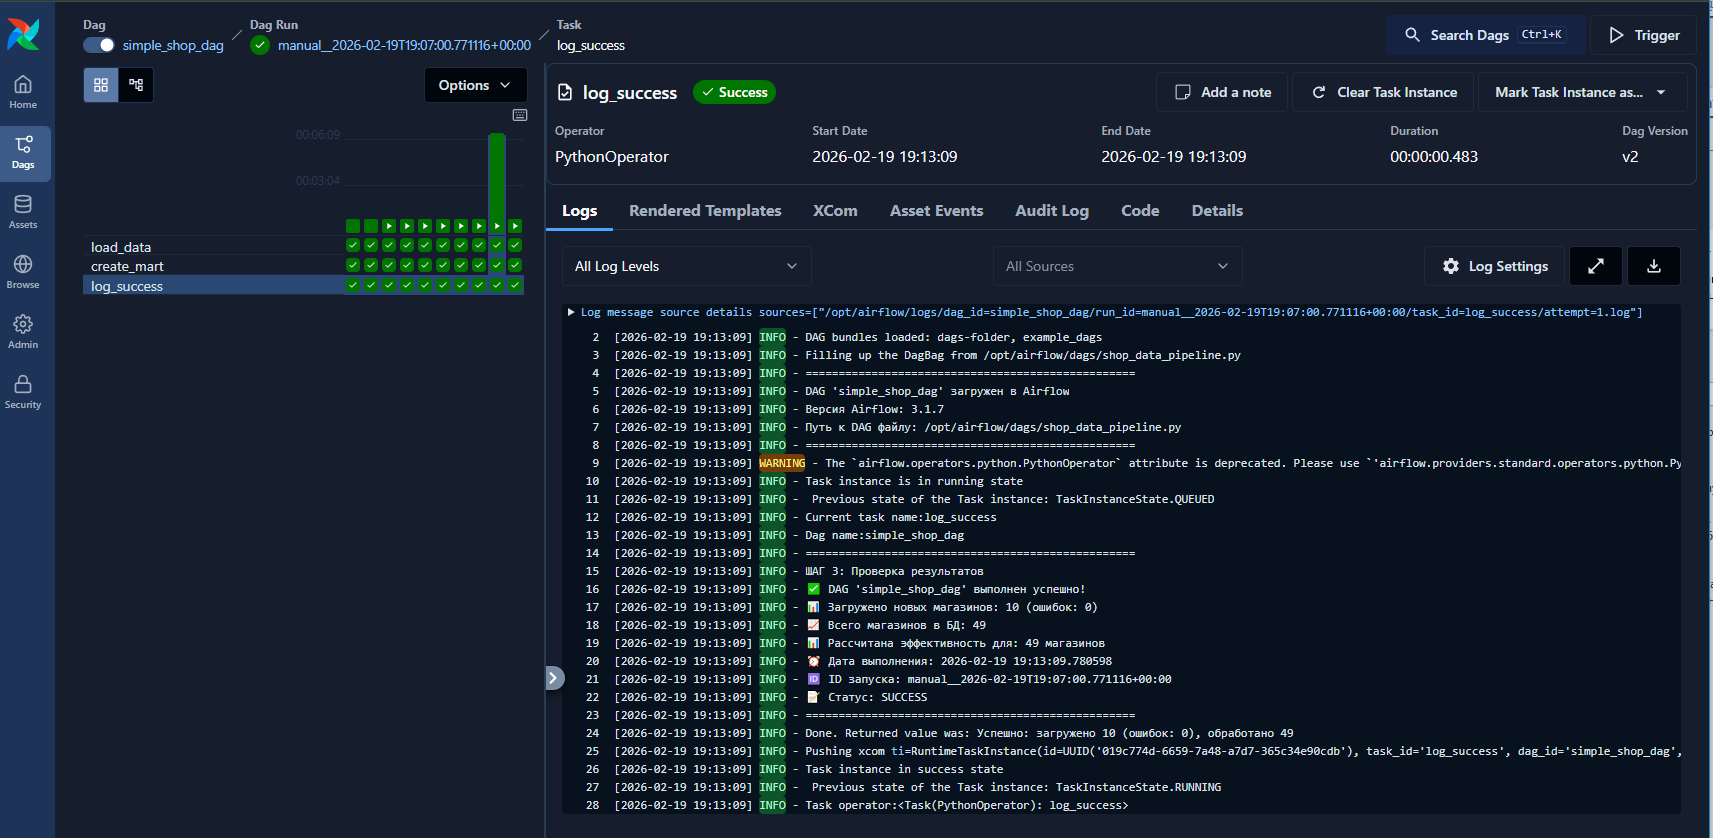 Dag
simple_shop_dag
Dag Run
manual__2026-02-19T19:07:00.771116+00:00
Task
log_success
Search Dags Ctrl+K
Trigger
Home
Dags
Assets
Browse
Admin
Security
Options
00:06:09
00:03:04
load_data
create_mart
log_success
log_success Success
Add a note
Clear Task Instance
Mark Task Instance as...
Operator Start Date End Date Duration Dag Version
PythonOperator 2026-02-19 19:13:09 2026-02-19 19:13:09 00:00:00.483 v2
Logs Rendered Templates XCom Asset Events Audit Log Code Details
All Log Levels All Sources Log Settings
Log message source details sources=["/opt/airflow/logs/dag_id=simple_shop_dag/run_id=manual__2026-02-19T19:07:00.771116+00:00/task_id=log_success/attempt=1.log"]
2 [2026-02-19 19:13:09] INFO - DAG bundles loaded: dags-folder, example_dags
3 [2026-02-19 19:13:09] INFO - Filling up the DagBag from /opt/airflow/dags/shop_data_pipeline.py
4 [2026-02-19 19:13:09] INFO - ==================================================
5 [2026-02-19 19:13:09] INFO - DAG 'simple_shop_dag' загружен в Airflow
6 [2026-02-19 19:13:09] INFO - Версия Airflow: 3.1.7
7 [2026-02-19 19:13:09] INFO - Путь к DAG файлу: /opt/airflow/dags/shop_data_pipeline.py
8 [2026-02-19 19:13:09] INFO - ==================================================
9 [2026-02-19 19:13:09] WARNING - The `airflow.operators.python.PythonOperator` attribute is deprecated. Please use `'airflow.providers.standard.operators.python.Py
10 [2026-02-19 19:13:09] INFO - Task instance is in running state
11 [2026-02-19 19:13:09] INFO -  Previous state of the Task instance: TaskInstanceState.QUEUED
12 [2026-02-19 19:13:09] INFO - Current task name:log_success
13 [2026-02-19 19:13:09] INFO - Dag name:simple_shop_dag
14 [2026-02-19 19:13:09] INFO - ==================================================
15 [2026-02-19 19:13:09] INFO - ШАГ 3: Проверка результатов
16 [2026-02-19 19:13:09] INFO - ✅ DAG 'simple_shop_dag' выполнен успешно!
17 [2026-02-19 19:13:09] INFO - 📊 Загружено новых магазинов: 10 (ошибок: 0)
18 [2026-02-19 19:13:09] INFO - 📈 Всего магазинов в БД: 49
19 [2026-02-19 19:13:09] INFO - 📊 Рассчитана эффективность для: 49 магазинов
20 [2026-02-19 19:13:09] INFO - ⏰ Дата выполнения: 2026-02-19 19:13:09.780598
21 [2026-02-19 19:13:09] INFO - 🆔 ID запуска: manual__2026-02-19T19:07:00.771116+00:00
22 [2026-02-19 19:13:09] INFO - 📝 Статус: SUCCESS
23 [2026-02-19 19:13:09] INFO - ==================================================
24 [2026-02-19 19:13:09] INFO - Done. Returned value was: Успешно: загружено 10 (ошибок: 0), обработано 49
25 [2026-02-19 19:13:09] INFO - Pushing xcom ti=RuntimeTaskInstance(id=UUID('019c774d-6659-7a48-a7d7-365c34e90cdb'), task_id='log_success', dag_id='simple_shop_dag',
26 [2026-02-19 19:13:09] INFO - Task instance in success state
27 [2026-02-19 19:13:09] INFO -  Previous state of the Task instance: TaskInstanceState.RUNNING
28 [2026-02-19 19:13:09] INFO - Task operator:<Task(PythonOperator): log_success>